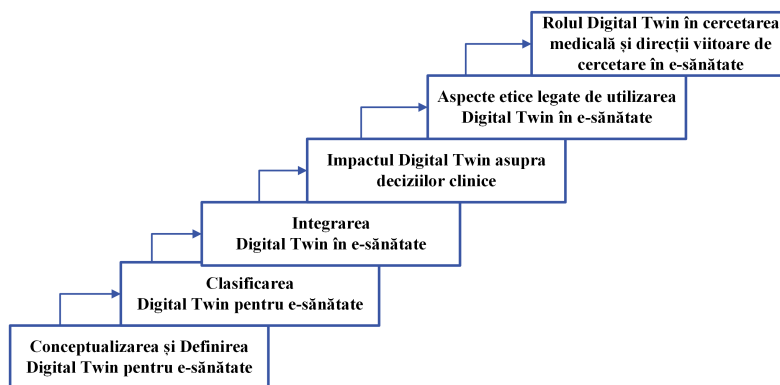 Rolul Digital Twin în cercetarea
medicală și direcții viitoare de
cercetare în e-sănătate
Aspecte etice legate de utilizarea
Digital Twin în e-sănătate
Impactul Digital Twin asupra
deciziilor clinice
Integrarea
Digital Twin în e-sănătate
Clasificarea
Digital Twin pentru e-sănătate
Conceptualizarea și Definirea
Digital Twin pentru e-sănătate